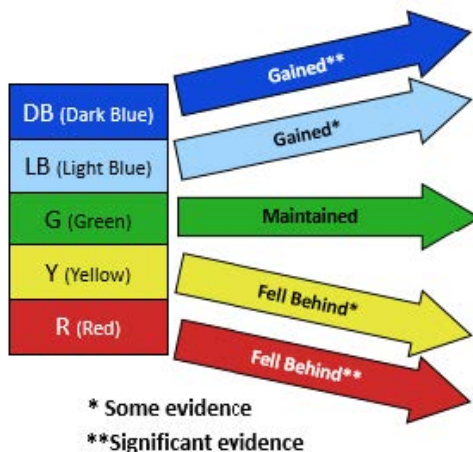 DB (Dark Blue)
LB (Light Blue)
G (Green)
Y (Yellow)
R (Red)
Gained**
Gained*
Maintained
Fell Behind*
Fell Behind**
* Some evidence
**Significant evidence